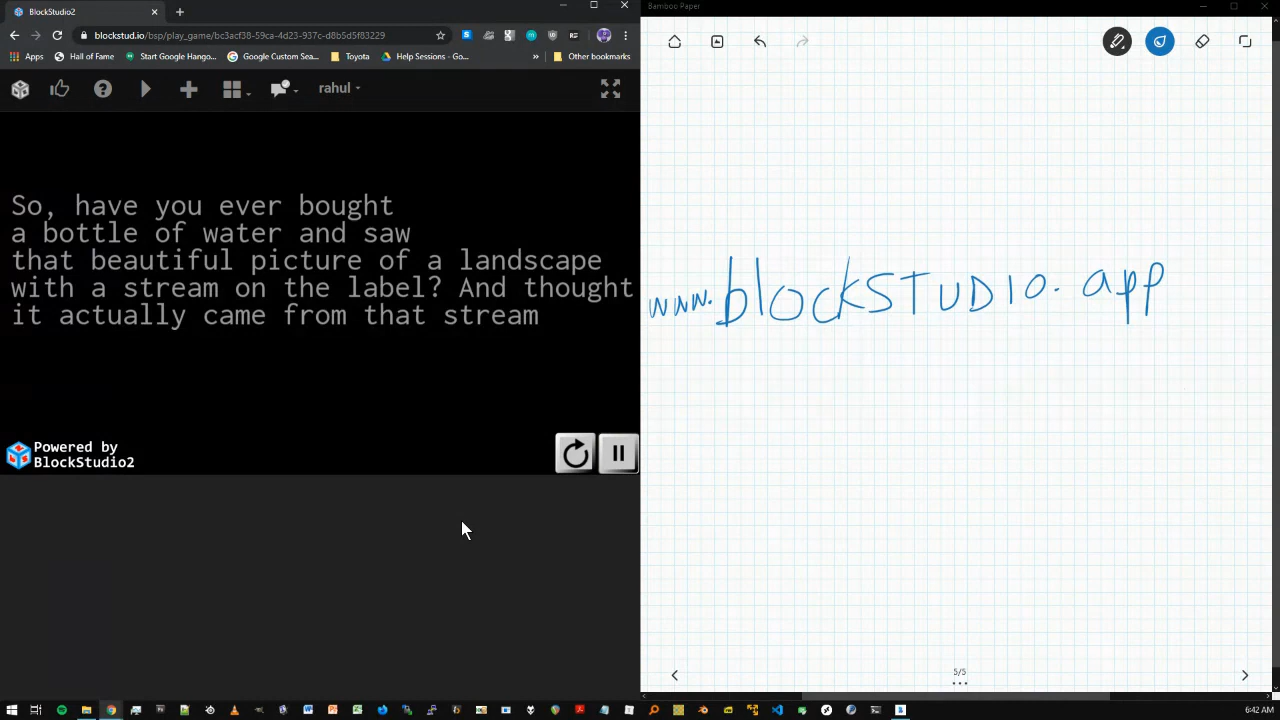 BlockStudio2
Bamboo Paper
blockstud.io/bsp/play_game/bc3acf38-59ca-4d23-937c-d8b5d5f83229
Apps
Hall of Fame
Start Google Frango...
Google Custom Sea...
Toyota
Help Sessions - Go...
»
Other bookmarks
rahul
So, have you ever bought
a bottle of water and saw
that beautiful picture of a landscape
with a stream on the label? And thought
it actually came from that stream
Powered by
BlockStudio2
www.blockSTUDIO.app
5/5
6:42 AM